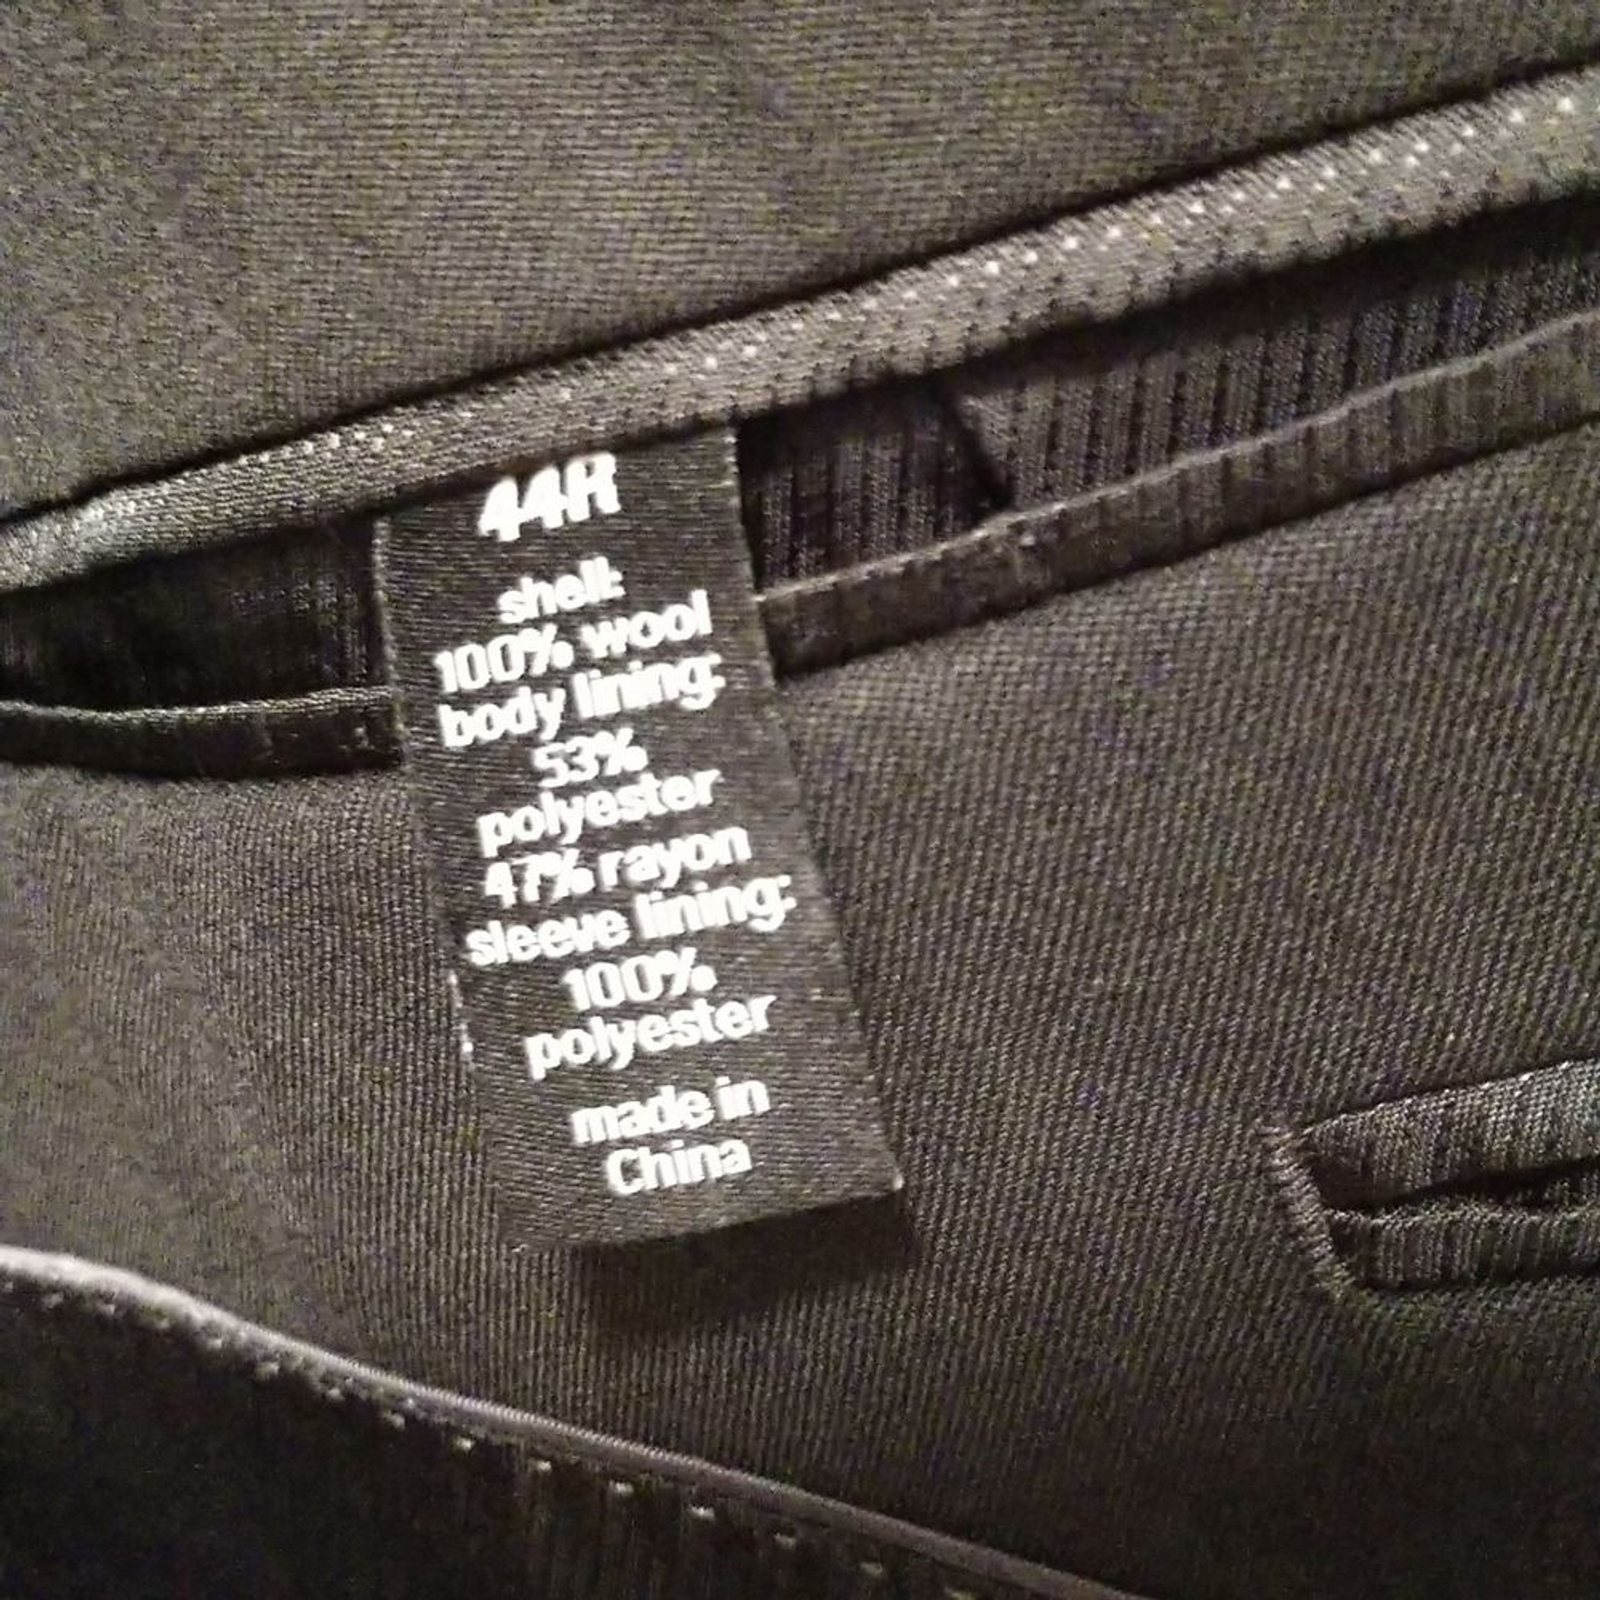 44R
shell:
100% wool
body lining:
53%
polyester
47% rayon
sleeve lining:
100%
polyester
made in
China